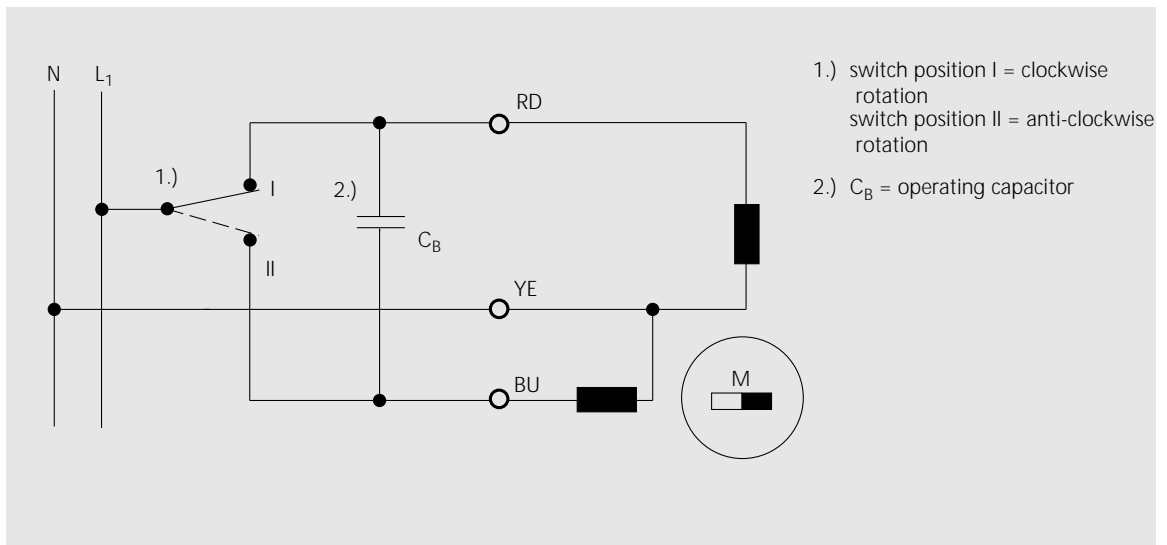 N
L1
1.)
I
II
2.)
CB
RD
YE
BU
M
1.) switch position I = clockwise
rotation
switch position II = anti-clockwise
rotation
2.) CB = operating capacitor